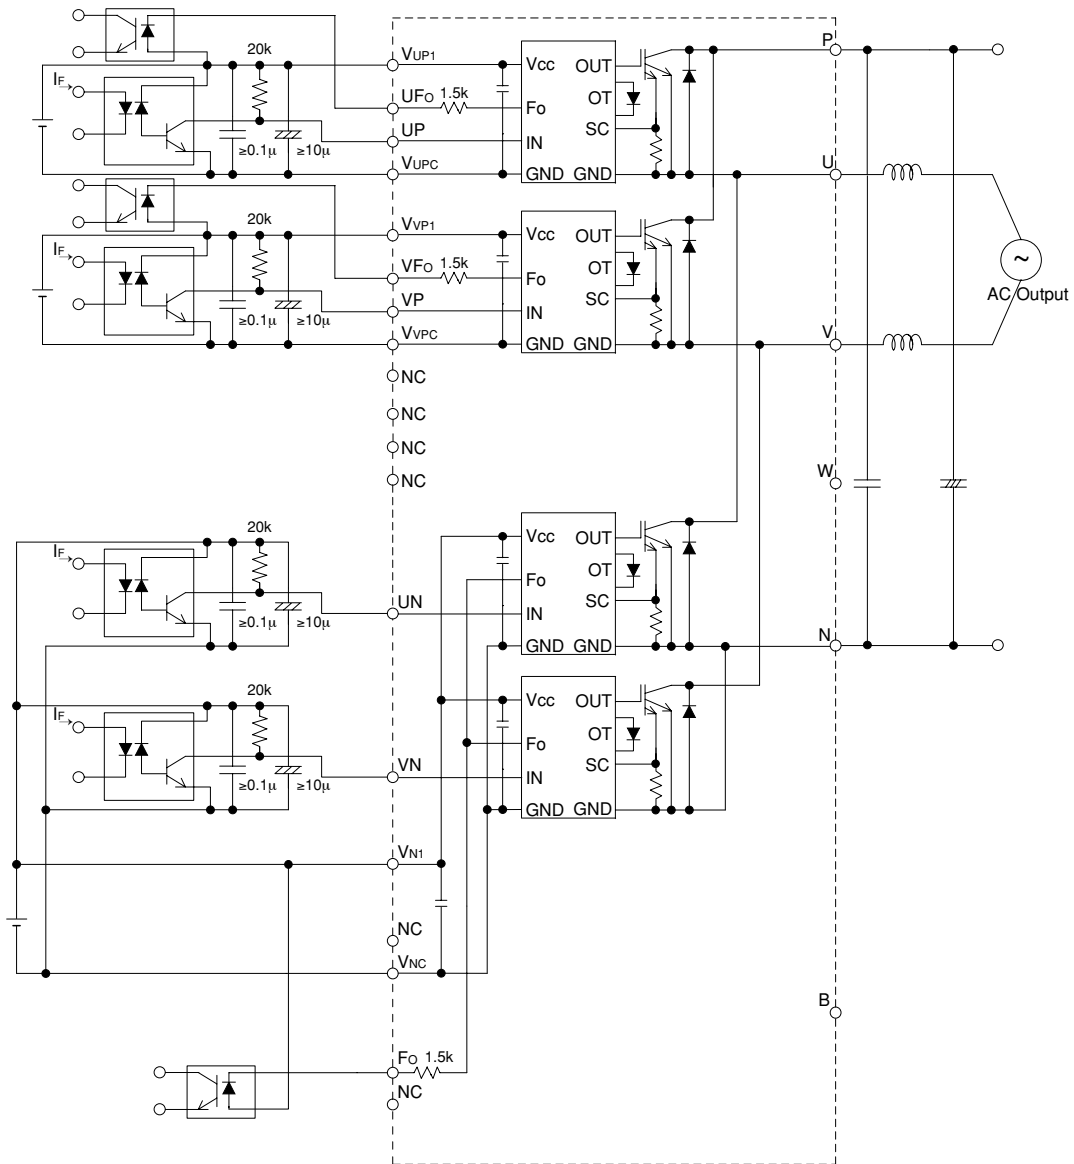 20k
VUP1
P
IF
Vcc
OUT
UFO 1.5k
OT
Fo
UP
SC
IN
≥0.1μ ≥10μ
VUPC
GND GND
U
20k
VVP1
Vcc
OUT
IF
VFO 1.5k
OT
Fo
~
VP
SC
AC Output
IN
≥0.1μ ≥10μ
VVPC
GND GND
V
NC
NC
NC
W
NC
20k
Vcc
OUT
IF
OT
Fo
UN
SC
IN
≥0.1μ ≥10μ
GND GND
N
20k
Vcc
OUT
IF
OT
Fo
VN
SC
IN
≥0.1μ ≥10μ
GND GND
VN1
NC
VNC
B
FO 1.5k
NC